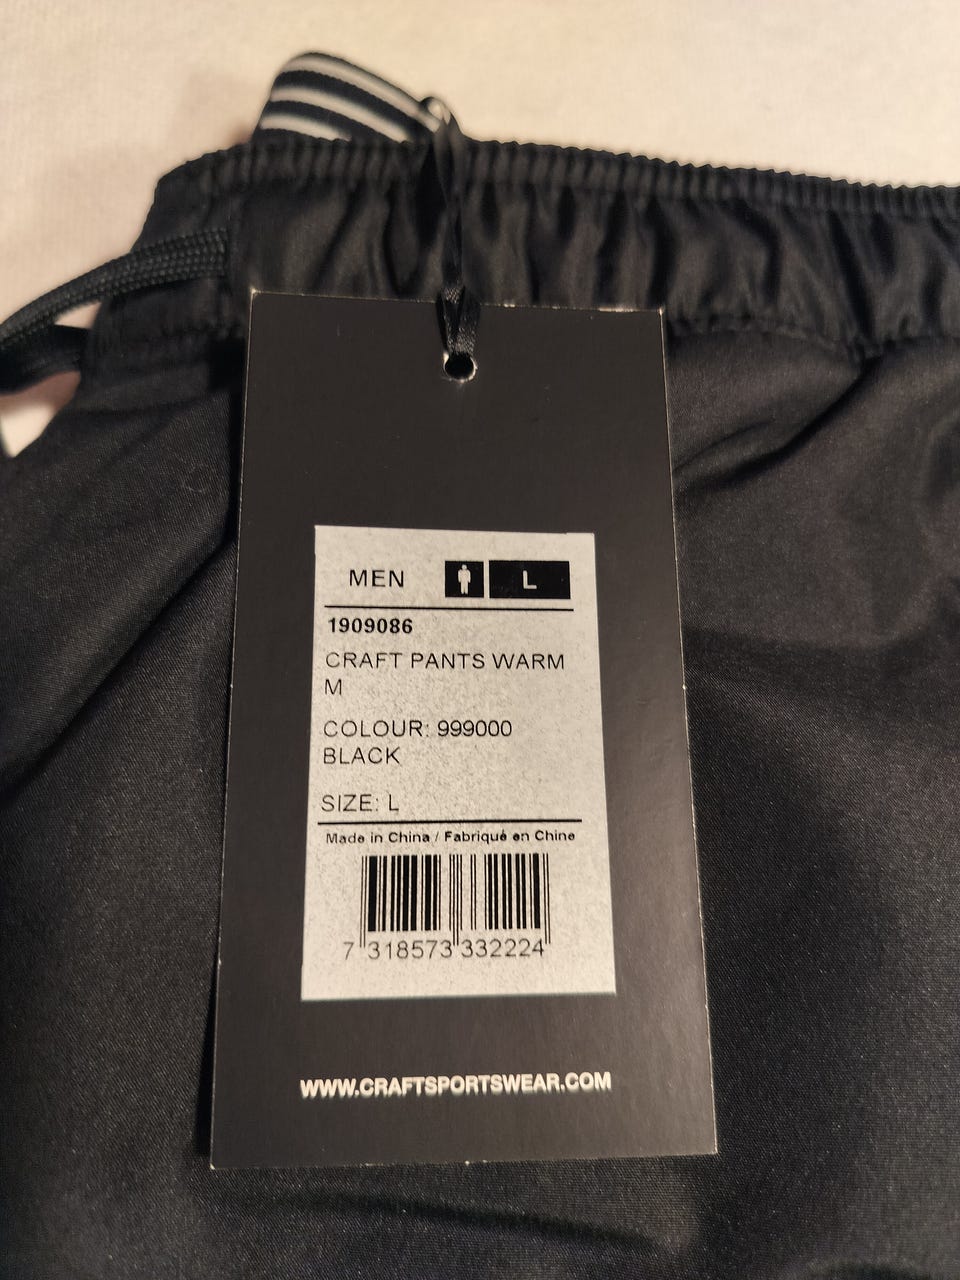 MEN L
1909086
CRAFT PANTS WARM
M
COLOUR: 999000
BLACK
SIZE: L
Made in China / Fabriqué en Chine
7 318573 332224
WWW.CRAFTSPORTSWEAR.COM